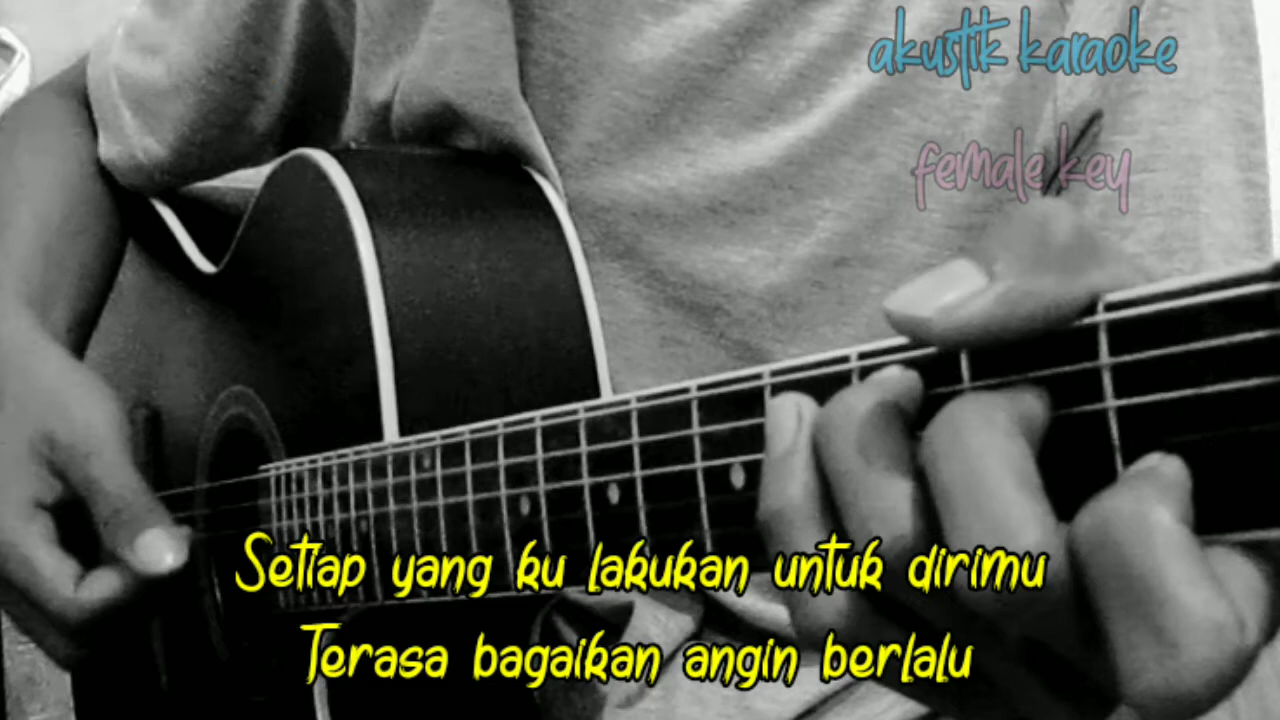 akustik karaoke
female key
Setiap yang ku lakukan untuk dirimu
Terasa bagaikan angin berlalu